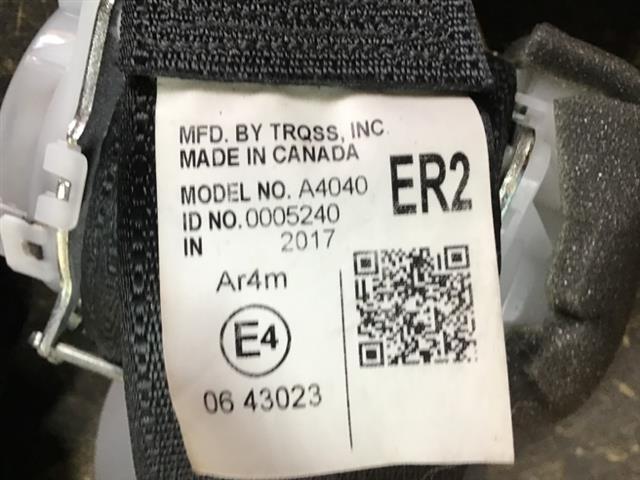 MFD. BY TRQSS, INC.
MADE IN CANADA
MODEL NO. A4040
ID NO. 0005240
IN 2017
ER2
Ar4m
E4
06 43023